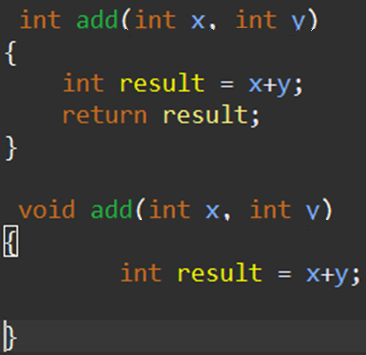 int add(int x, int y)
{
int result = x+y;
return result;
}
void add(int x, int y)
{
int result = x+y;
}